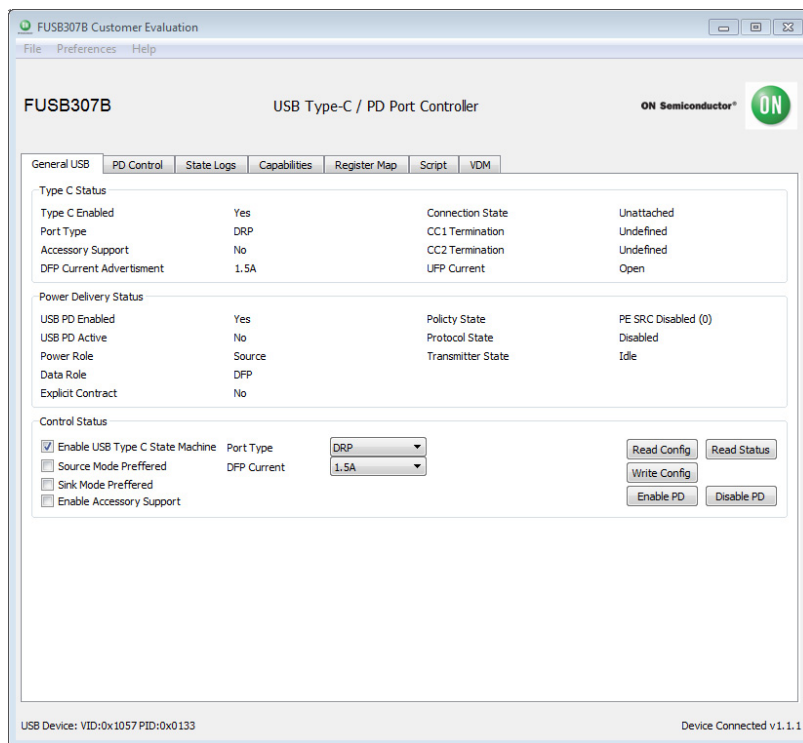 FUSB307B Customer Evaluation
File Preferences Help
FUSB307B
USB Type-C / PD Port Controller
ON Semiconductor®
ON
General USB PD Control State Logs Capabilities Register Map Script VDM
Type C Status
Type C Enabled Yes Connection State Unattached
Port Type DRP CC1 Termination Undefined
Accessory Support No CC2 Termination Undefined
DFP Current Advertisment 1.5A UFP Current Open
Power Delivery Status
USB PD Enabled Yes Policty State PE SRC Disabled (0)
USB PD Active No Protocol State Disabled
Power Role Source Transmitter State Idle
Data Role DFP
Explicit Contract No
Control Status
Enable USB Type C State Machine Port Type DRP Read Config Read Status
Source Mode Preffered DFP Current 1.5A Write Config
Sink Mode Preffered
Enable Accessory Support Enable PD Disable PD
USB Device: VID:0x1057 PID:0x0133 Device Connected v1.1.1